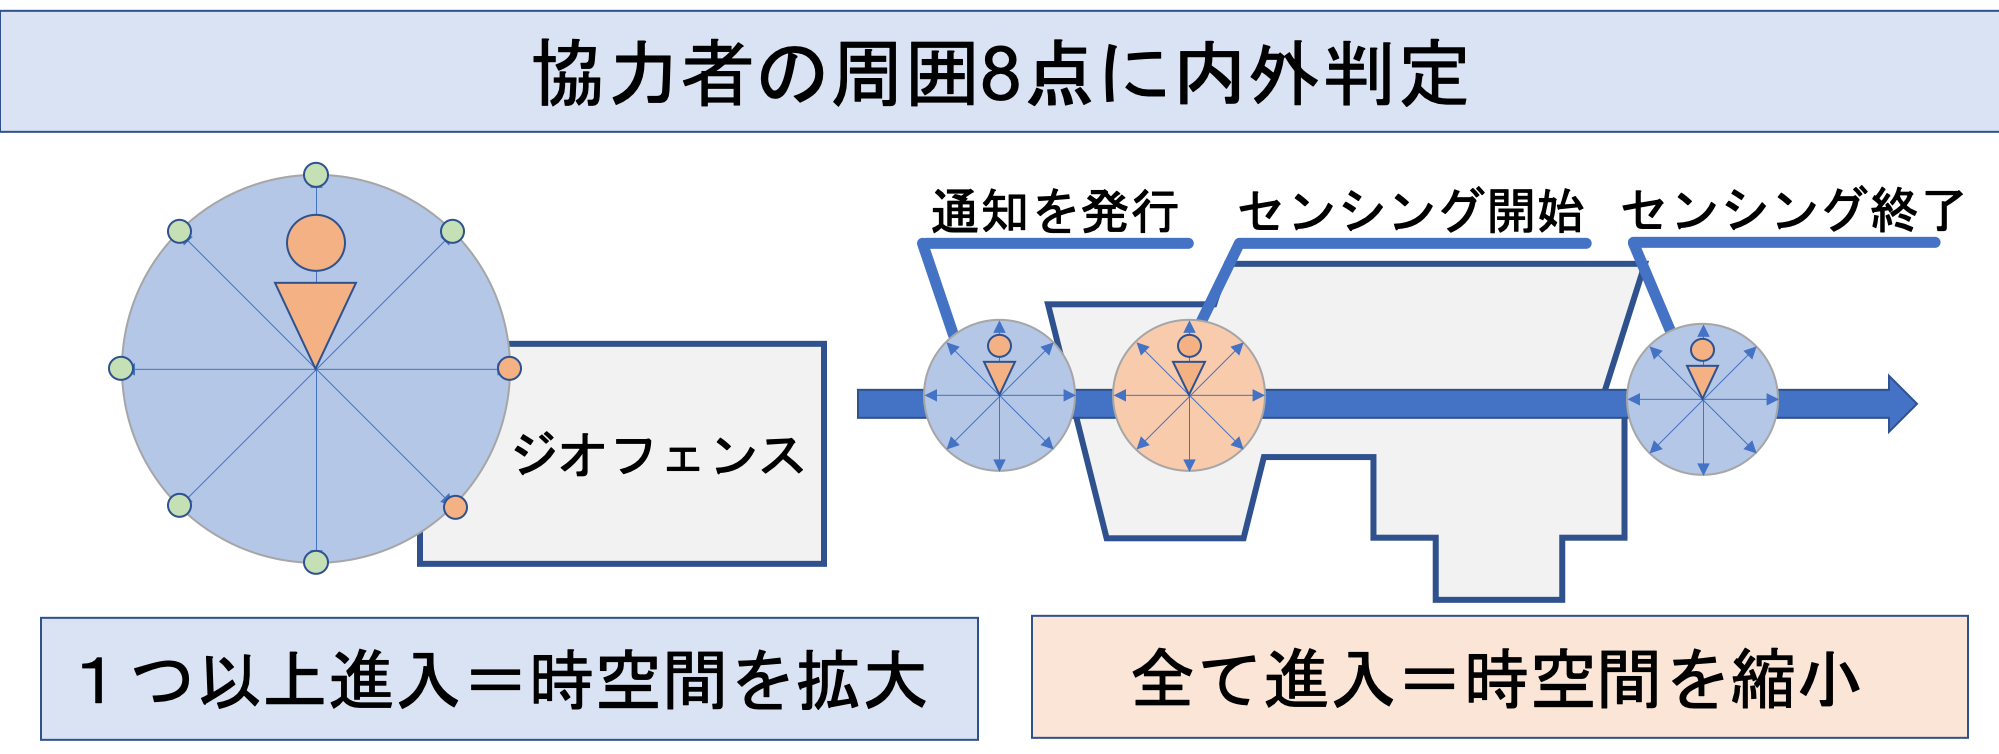 協力者の周囲8点に内外判定
通知を発行
センシング開始
センシング終了
ジオフェンス
１つ以上進入＝時空間を拡大
全て進入＝時空間を縮小